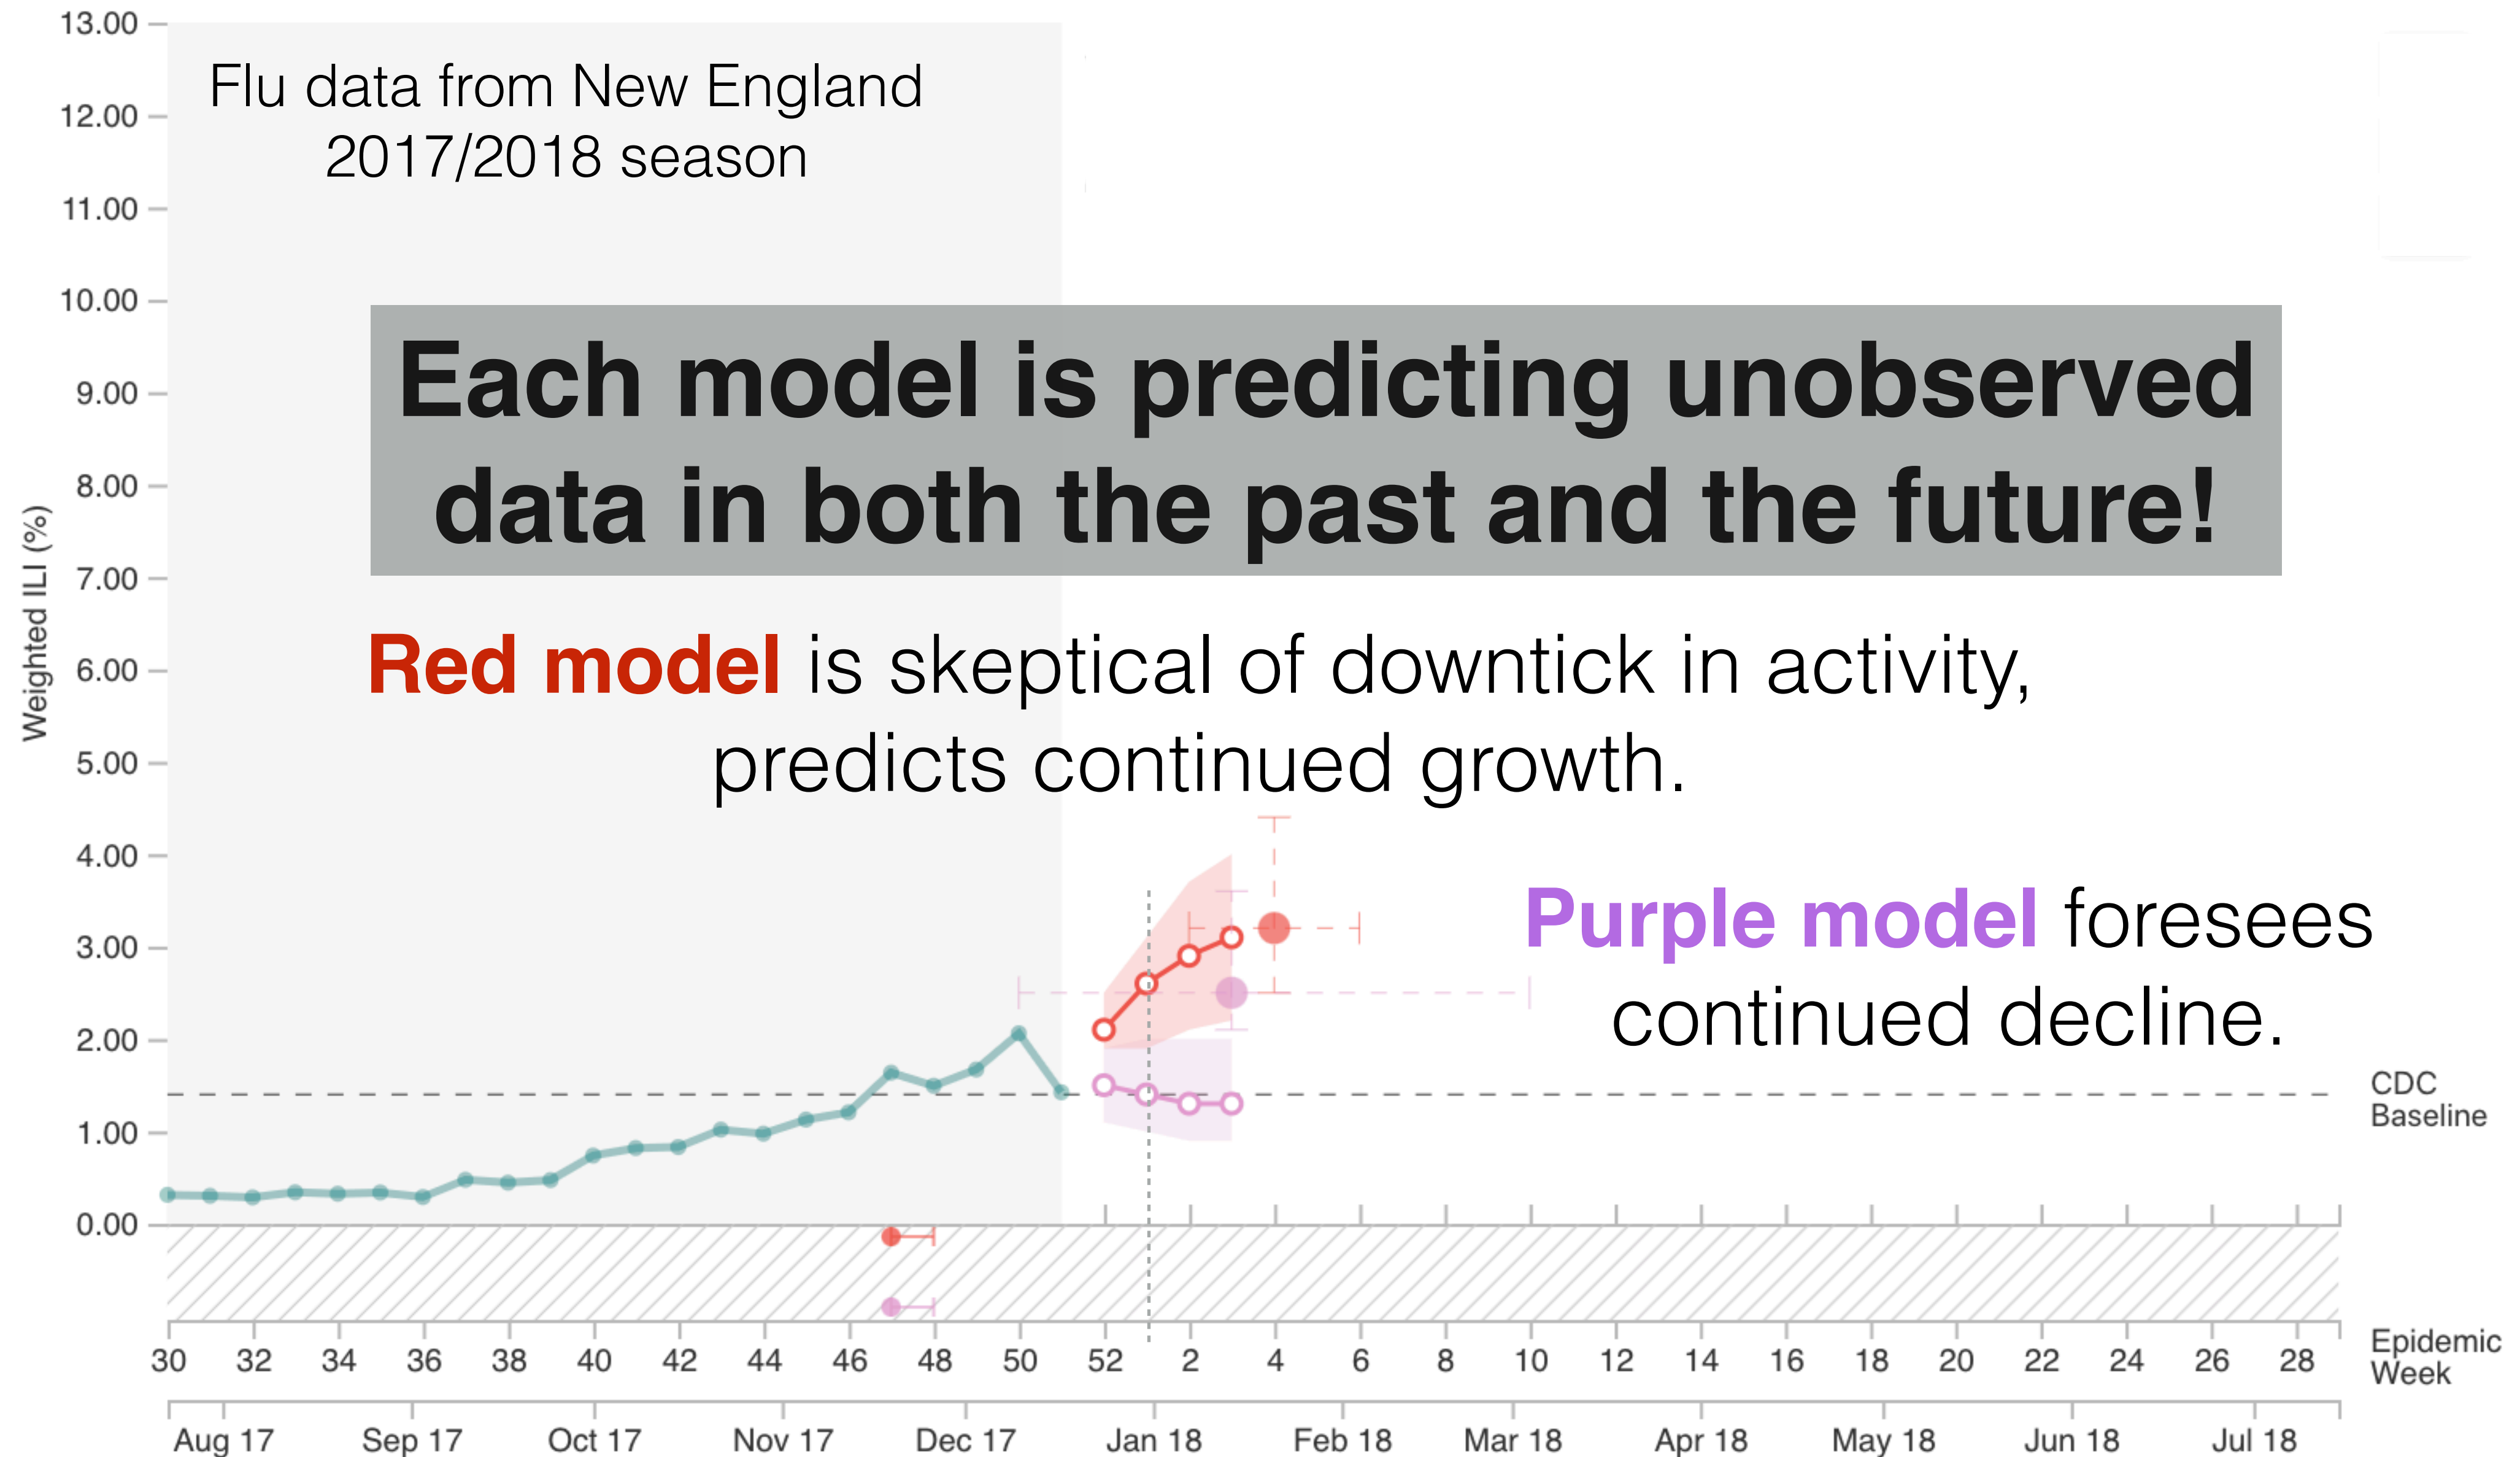 Flu data from New England
2017/2018 season
Each model is predicting unobserved
data in both the past and the future!
Red model is skeptical of downtick in activity,
predicts continued growth.
Purple model foresees
continued decline.
Weighted ILI (%)
13.00
12.00
11.00
10.00
9.00
8.00
7.00
6.00
5.00
4.00
3.00
2.00
1.00
0.00
CDC
Baseline
30 32 34 36 38 40 42 44 46 48 50 52 2 4 6 8 10 12 14 16 18 20 22 24 26 28
Epidemic
Week
Aug 17 Sep 17 Oct 17 Nov 17 Dec 17 Jan 18 Feb 18 Mar 18 Apr 18 May 18 Jun 18 Jul 18